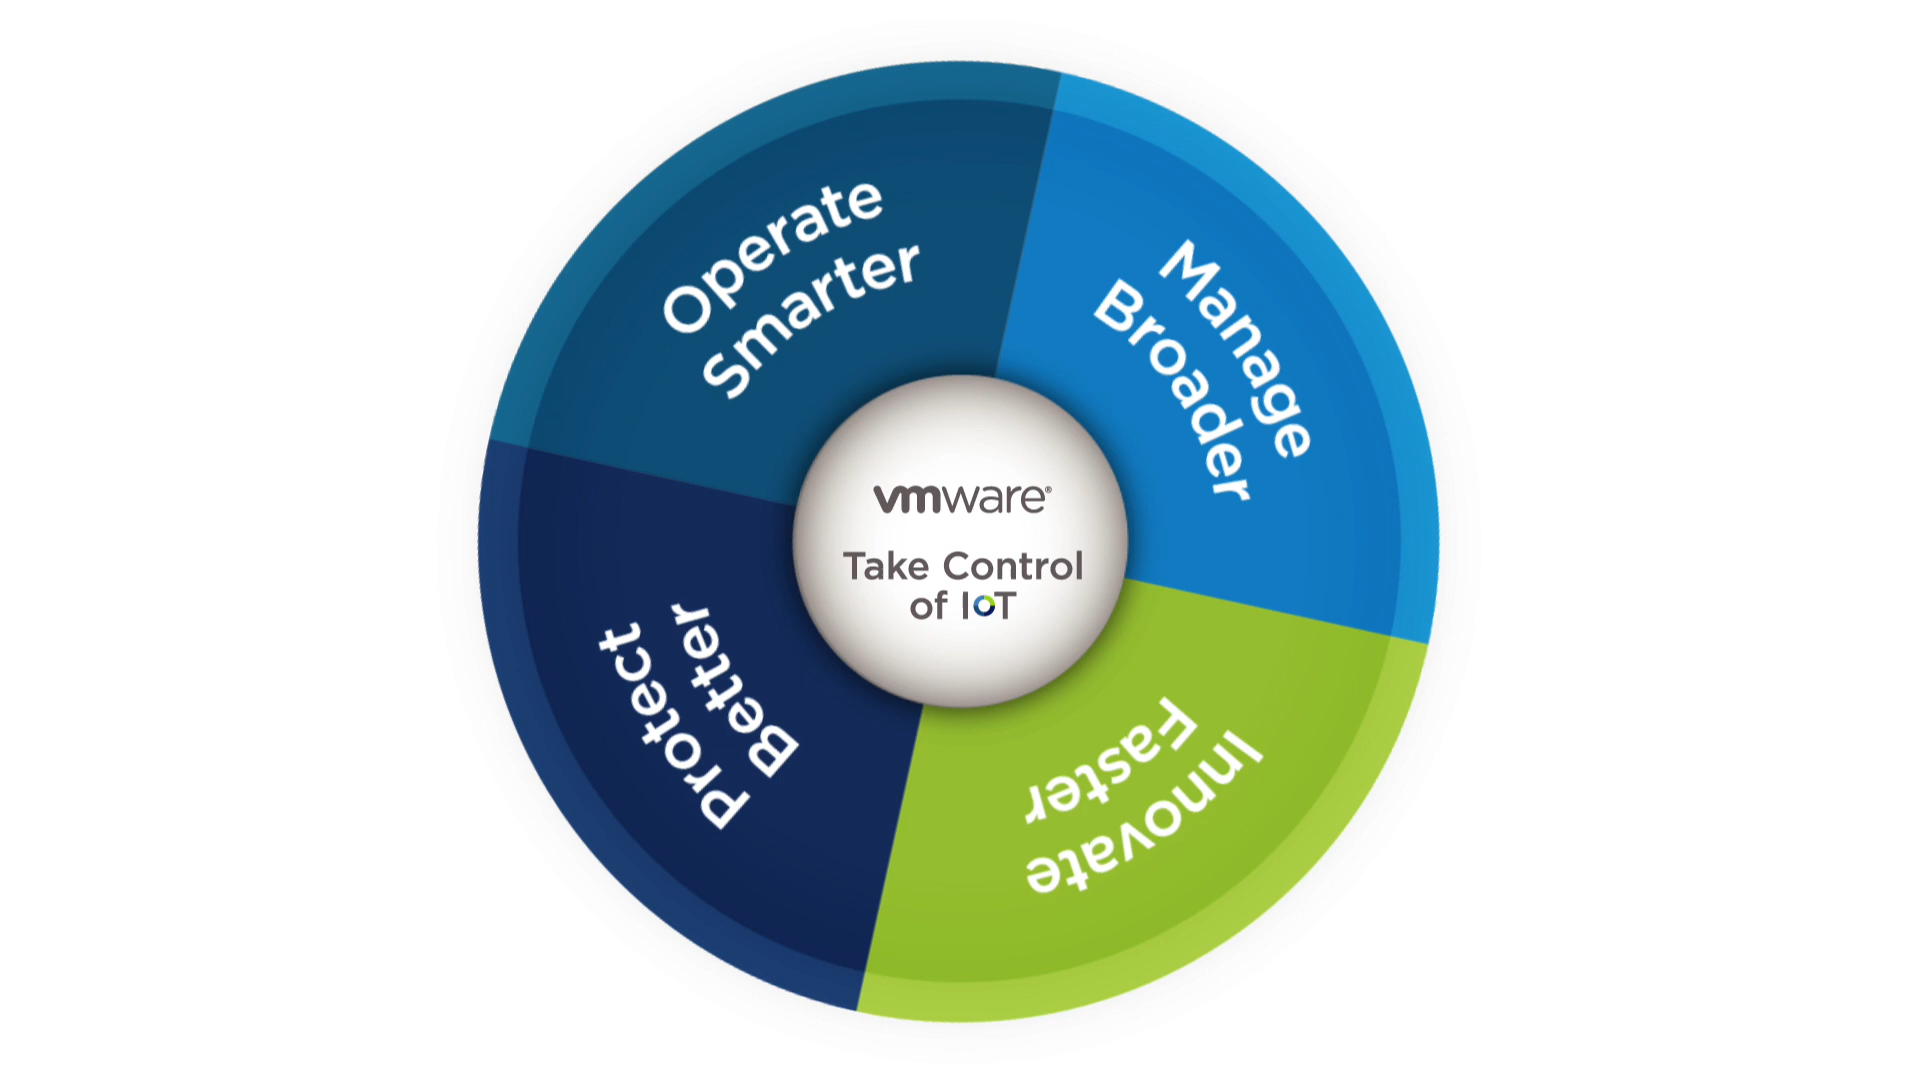 Operate
Smarter
Manage
Broader
vmware®
Take Control
of IoT
Protect
Better
Innovate
Faster